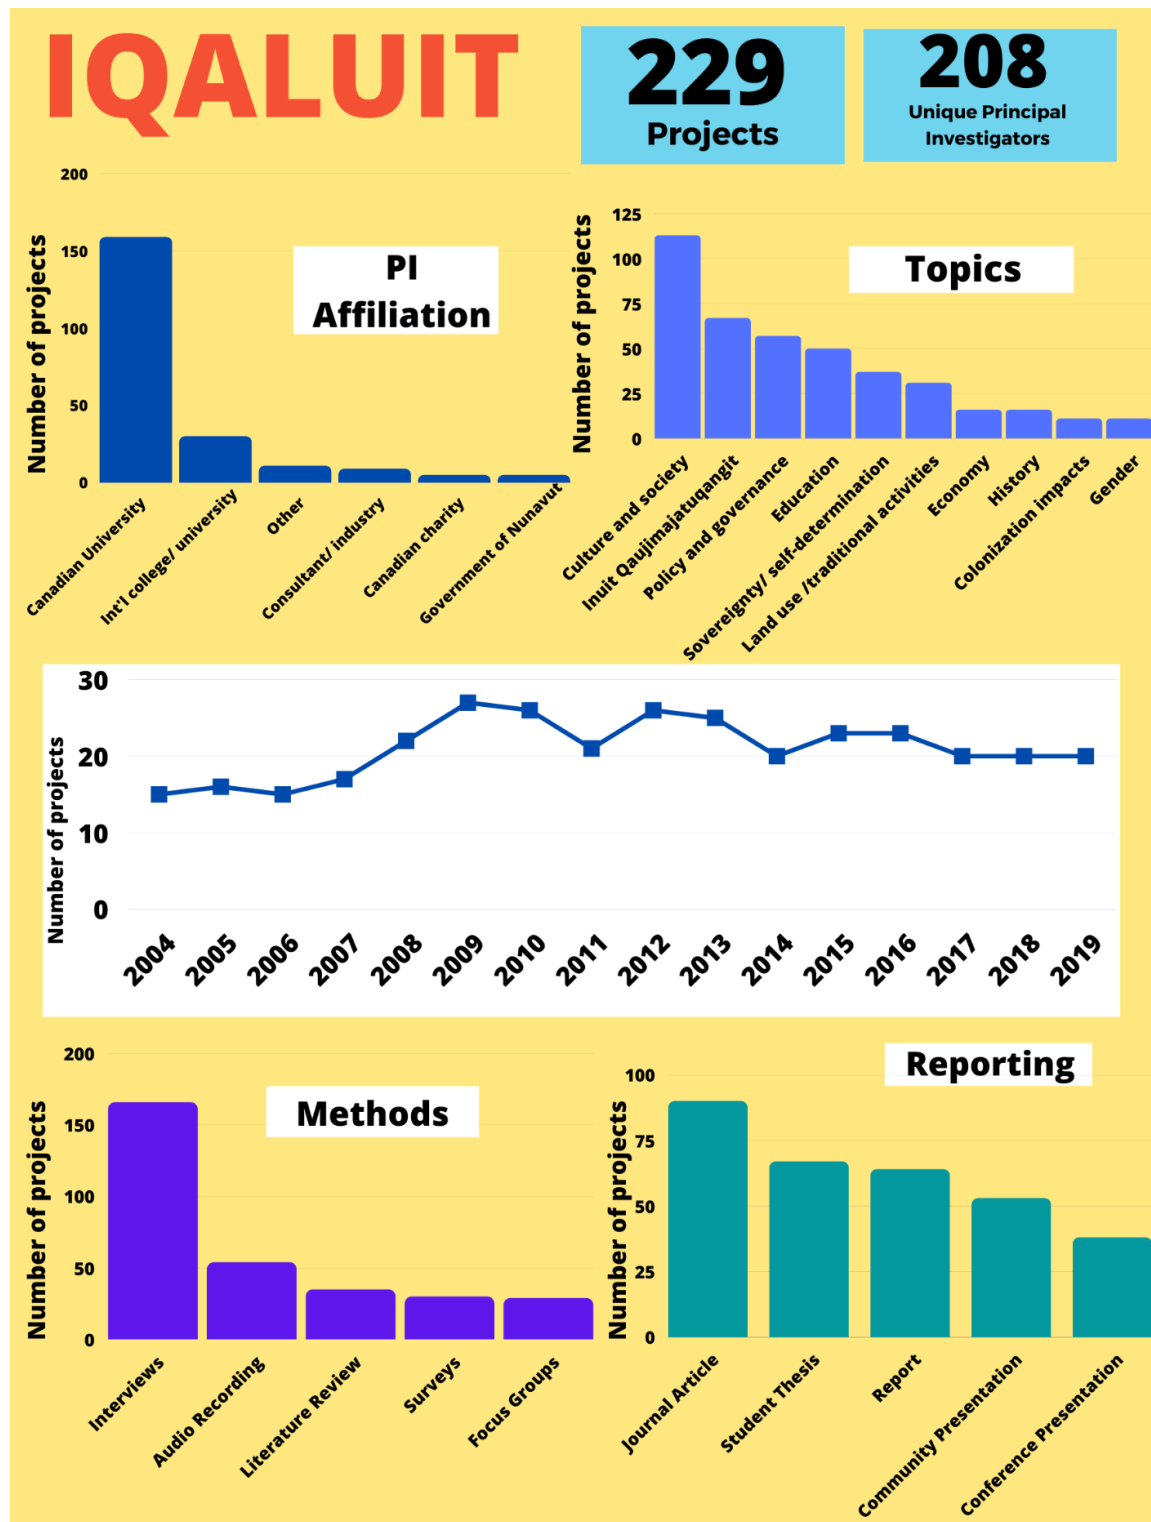 IQALUIT
229
Projects
208
Unique Principal
Investigators
PI
Affiliation
Number of projects
200
150
100
50
0
Canadian University
Int'l college/ university
Other
Consultant/ industry
Canadian charity
Government of Nunavut
Topics
Number of projects
125
100
75
50
25
0
Culture and society
Inuit Qaujimajatuqangit
Policy and governance
Education
Sovereignty/ self-determination
Land use /traditional activities
Economy
History
Colonization impacts
Gender
Number of projects
30
20
10
0
2004
2005
2006
2007
2008
2009
2010
2011
2012
2013
2014
2015
2016
2017
2018
2019
Methods
Number of projects
200
150
100
50
0
Interviews
Audio Recording
Literature Review
Surveys
Focus Groups
Reporting
Number of projects
100
75
50
25
0
Journal Article
Student Thesis
Report
Community Presentation
Conference Presentation